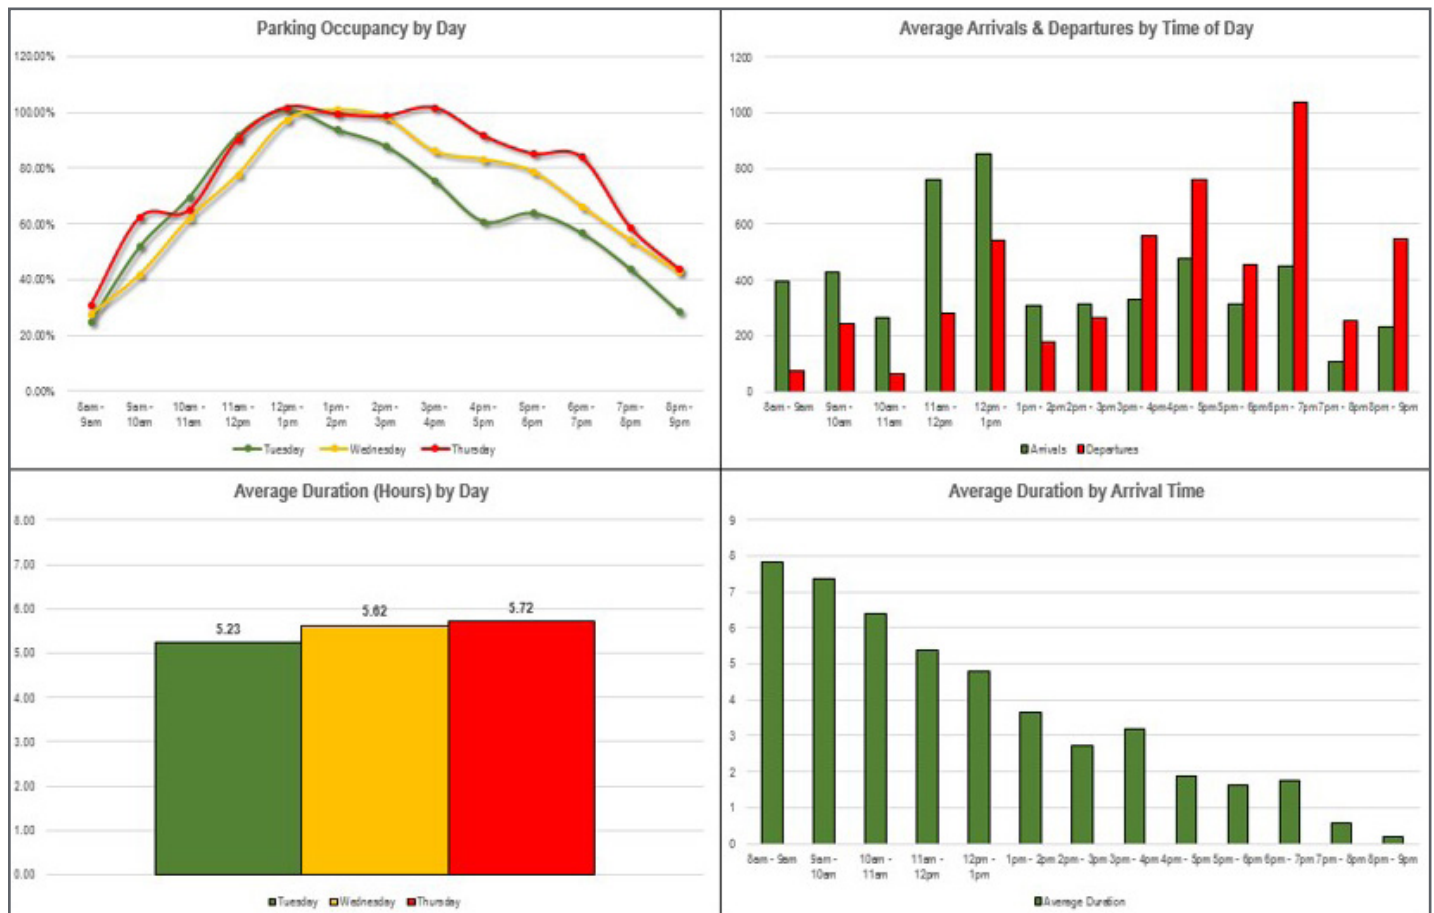 Parking Occupancy by Day
120.00%
100.00%
80.00%
60.00%
40.00%
20.00%
0.00%
8am - 9am - 10am - 11am - 12pm - 1pm - 2pm - 3pm - 4pm - 5pm - 6pm - 7pm - 8pm -
9am 10am 11am 12pm 1pm 2pm 3pm 4pm 5pm 6pm 7pm 8pm 9pm
Tuesday Wednesday Thursday
Average Arrivals & Departures by Time of Day
1200
1000
800
600
400
200
0
8am - 9am 9am - 10am - 11am - 12pm - 1pm - 2pm 2pm - 3pm 3pm - 4pm 4pm - 5pm 5pm - 6pm 6pm - 7pm 7pm - 8pm 8pm - 9pm
10am 11am 12pm 1pm
Arrivals Departures
Average Duration (Hours) by Day
8.00
7.00
6.00
5.00
4.00
3.00
2.00
1.00
0.00
5.23 5.62 5.72
Tuesday Wednesday Thursday
Average Duration by Arrival Time
9
8
7
6
5
4
3
2
1
0
8am - 9am 9am - 10am - 11am - 12pm - 1pm - 2pm 2pm - 3pm 3pm - 4pm 4pm - 5pm 5pm - 6pm 6pm - 7pm 7pm - 8pm 8pm - 9pm
10am 11am 12pm 1pm
Average Duration